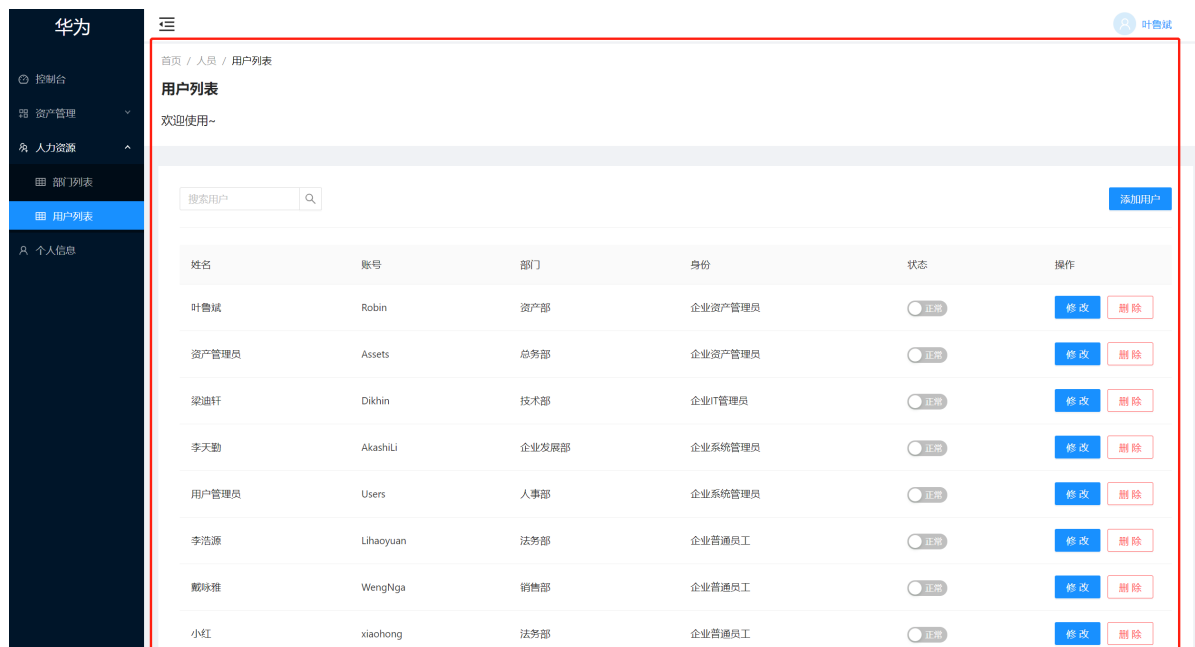 华为
叶鲁斌
控制台
资产管理
人力资源
部门列表
用户列表
个人信息
首页 / 人员 / 用户列表
用户列表
欢迎使用~
搜索用户
添加用户
姓名 账号 部门 身份 状态 操作
叶鲁斌 Robin 资产部 企业资产管理员 正常 修 改 删 除
资产管理员 Assets 总务部 企业资产管理员 正常 修 改 删 除
梁迪轩 Dikhin 技术部 企业IT管理员 正常 修 改 删 除
李天勤 AkashiLi 企业发展部 企业系统管理员 正常 修 改 删 除
用户管理员 Users 人事部 企业系统管理员 正常 修 改 删 除
李浩源 Lihaoyuan 法务部 企业普通员工 正常 修 改 删 除
戴咏雅 WengNga 销售部 企业普通员工 正常 修 改 删 除
小红 xiaohong 法务部 企业普通员工 正常 修 改 删 除